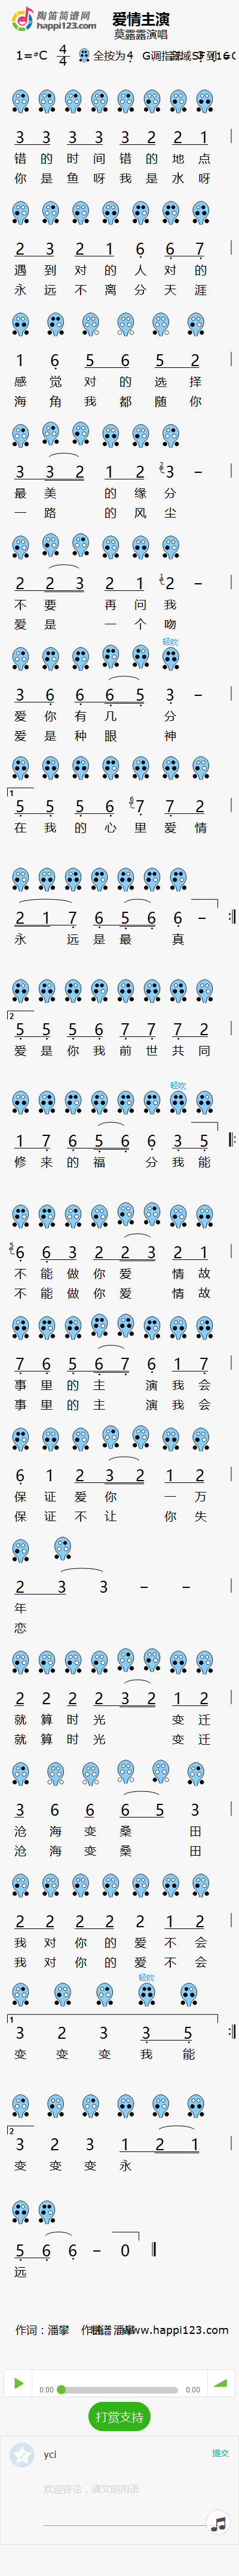 陶笛简谱网
happi123.com
爱情主演
莫露露演唱
1=#C 4/4 全按为4
3 3 3 3 3 2 2 1
错 的 时 间 错 的 地 点
你 是 鱼 呀 我 是 水 呀
2 3 2 1 6 6 7
遇 到 对 的 人 对 的
永 远 不 离 分 天 涯
1 6 5 6 5 2
感 觉 对 的 选 择
海 角 我 都 随 你
3 3 2 1 2 2 3 -
最 美 的 缘 分
一 路 的 风 尘
2 2 3 2 1 1 2 -
不 要 再 问 我
爱 是 一 个 吻
轻吹
3 6 6 6 5 3 -
爱 你 有 几 分
爱 是 种 眼 神
1
5 5 5 6 6 7 7 2
在 我 的 心 里 爱 情
2 1 7 6 5 6 6 - :
永 远 是 最 真
2
5 5 5 6 7 7 7 2
爱 是 你 我 前 世 共 同
轻吹
1 7 6 5 6 6 3 5
修 来 的 福 分 我 能
5 6 6 3 2 2 3 2 1
不 能 做 你 爱 情 故
不 能 做 你 爱 情 故
7 6 5 6 7 6 1 7
事 里 的 主 演 我 会
事 里 的 主 演 我 会
6 1 2 3 2 1 2
保 证 爱 你 一 万
保 证 不 让 你 失
2 3 3 - -
年
恋
2 2 2 2 3 2 1 2
就 算 时 光 变 迁
就 算 时 光 变 迁
3 6 6 6 5 3
沧 海 变 桑 田
沧 海 变 桑 田
2 2 2 2 2 1 2
我 对 你 的 爱 不 会
我 对 你 的 爱 不 会
轻吹
1
3 2 3 3 5 :
变 变 变 我 能
2
3 2 3 1 2 1
变 变 变 永
5 6 6 - 0
远
作词：潘攀 潘攀 www.happi123.com
0:00 0:00
打赏支持
yci 提交
欢迎评论，请文明用语